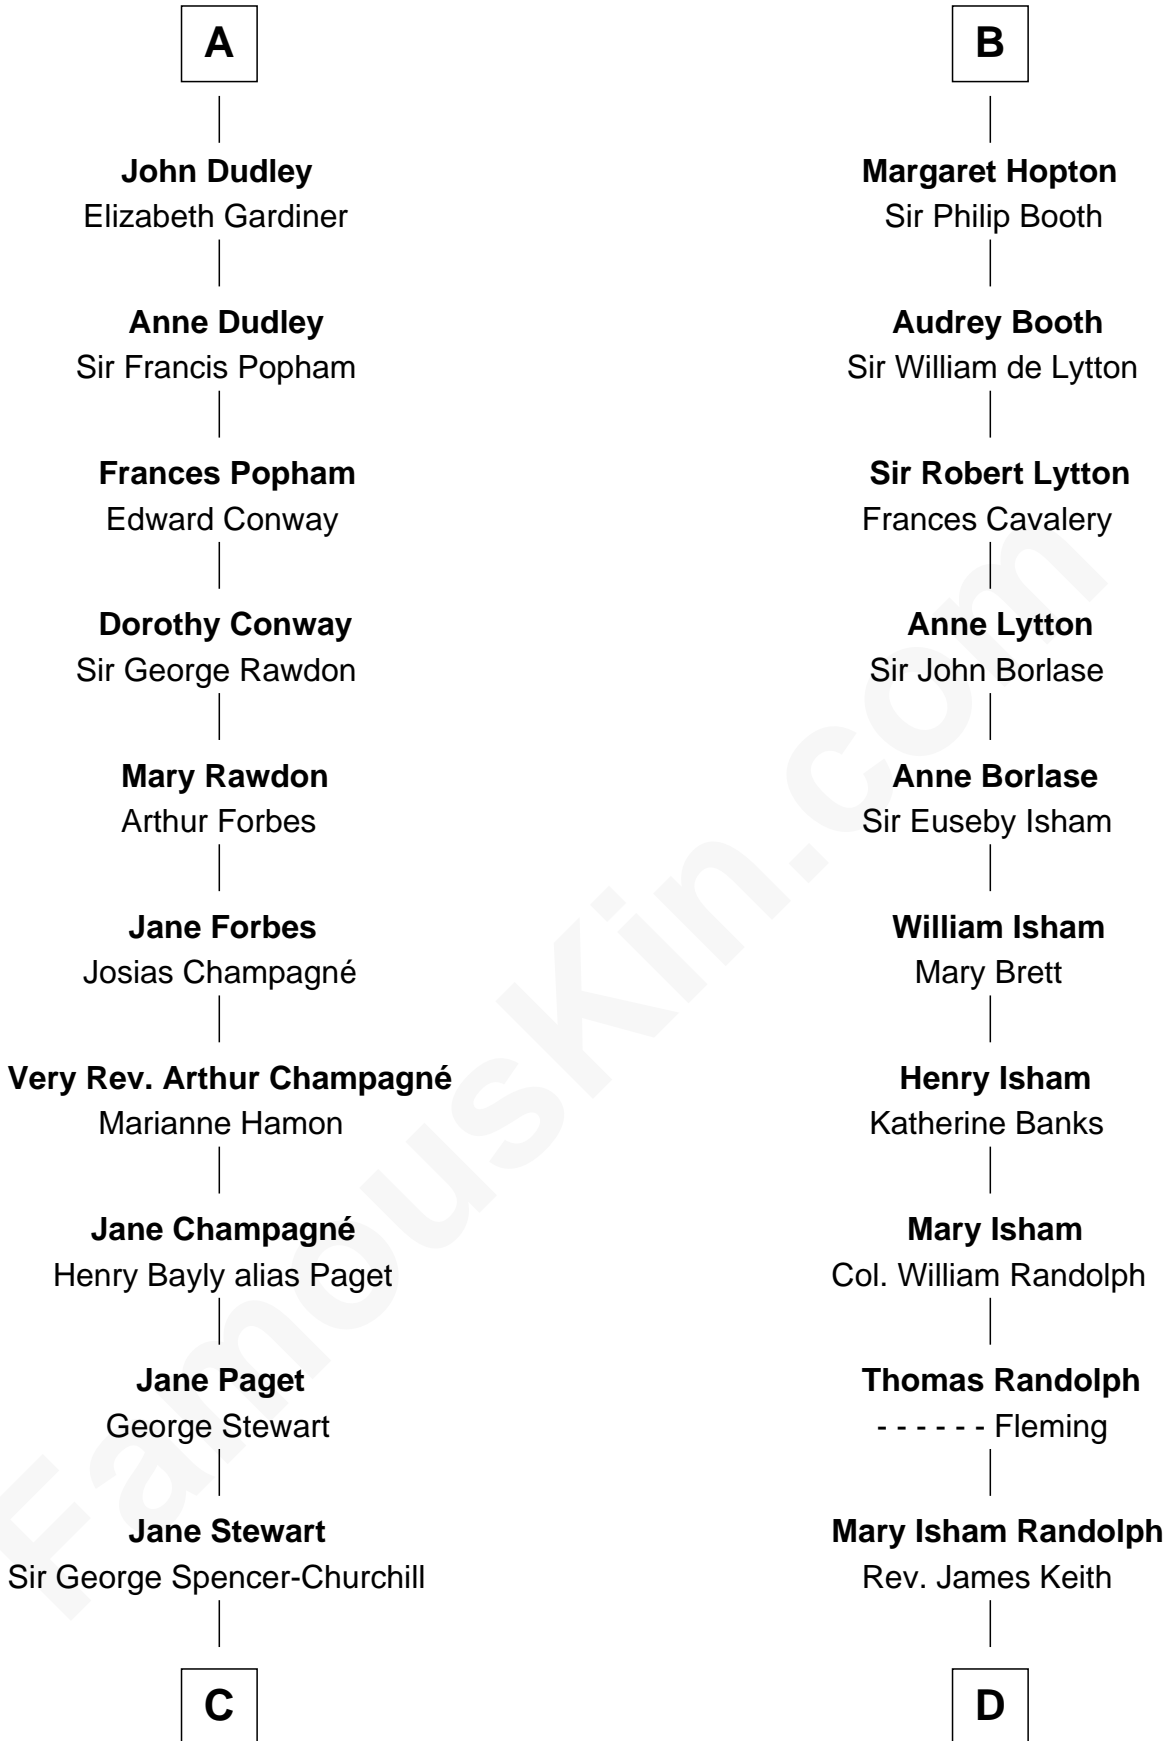 A
John Dudley
Elizabeth Gardiner
Anne Dudley
Sir Francis Popham
Frances Popham
Edward Conway
Dorothy Conway
Sir George Rawdon
Mary Rawdon
Arthur Forbes
Jane Forbes
Josias Champagné
Very Rev. Arthur Champagné
Marianne Hamon
Jane Champagné
Henry Bayly alias Paget
Jane Paget
George Stewart
Jane Stewart
Sir George Spencer-Churchill
C
B
Margaret Hopton
Sir Philip Booth
Audrey Booth
Sir William de Lytton
Sir Robert Lytton
Frances Cavalery
Anne Lytton
Sir John Borlase
Anne Borlase
Sir Euseby Isham
William Isham
Mary Brett
Henry Isham
Katherine Banks
Mary Isham
Col. William Randolph
Thomas Randolph
- - - - - - Fleming
Mary Isham Randolph
Rev. James Keith
D
FamousKin.com